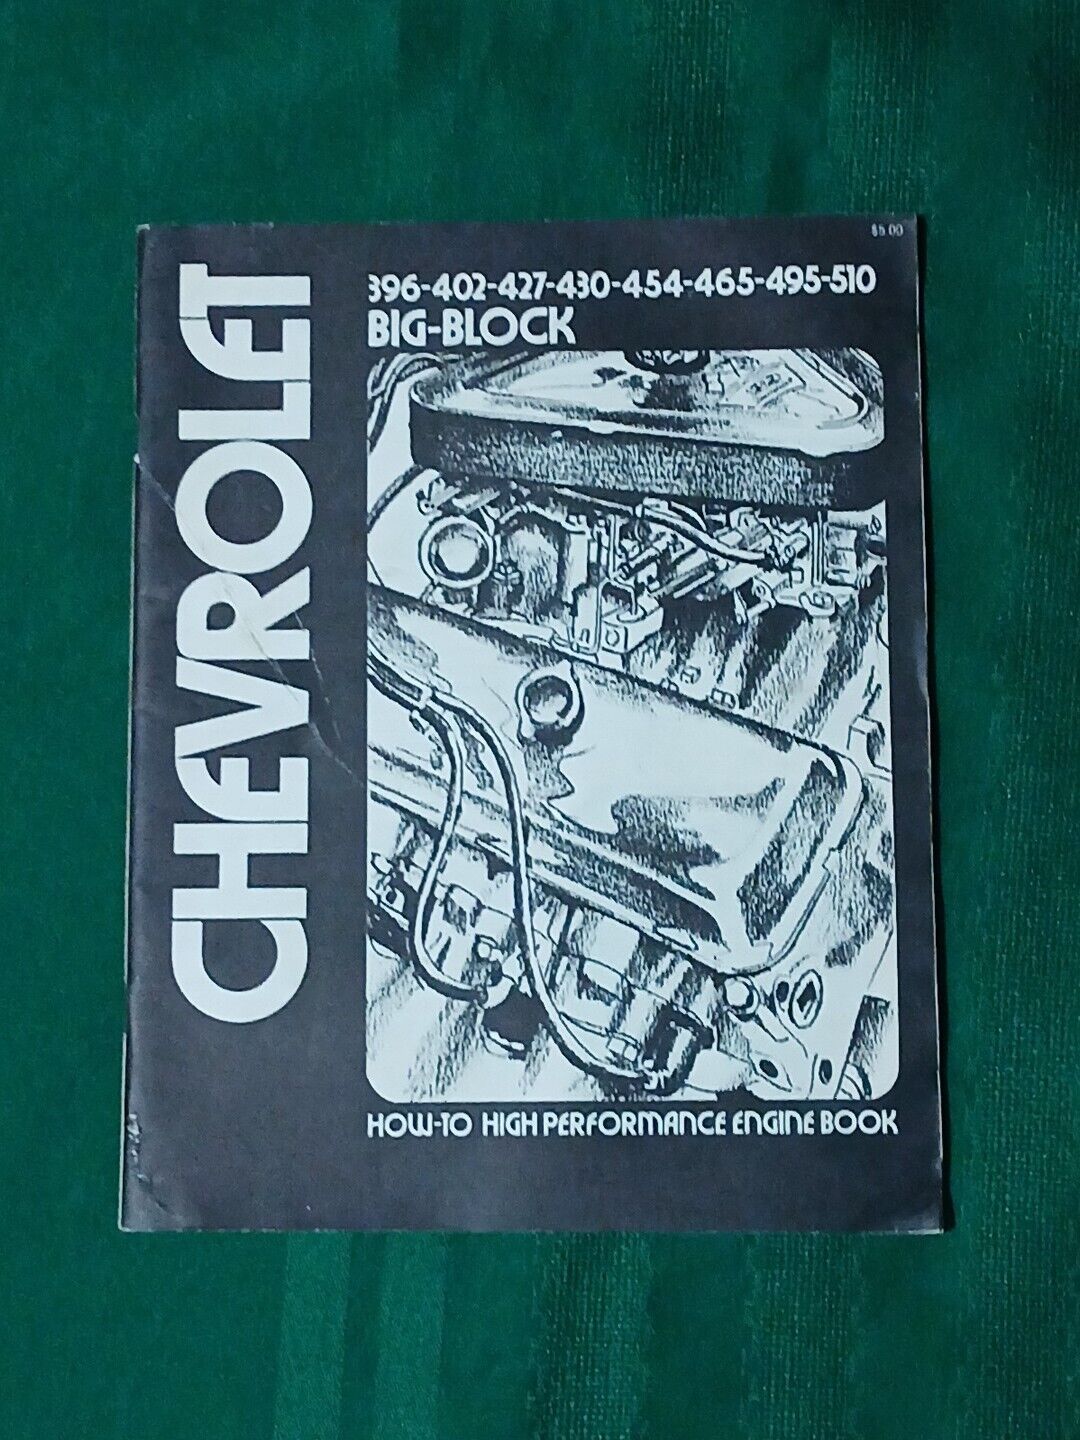 $5.00
CHEVROLET
396-402-427-430-454-465-495-510
BIG-BLOCK
HOW-TO HIGH PERFORMANCE ENGINE BOOK